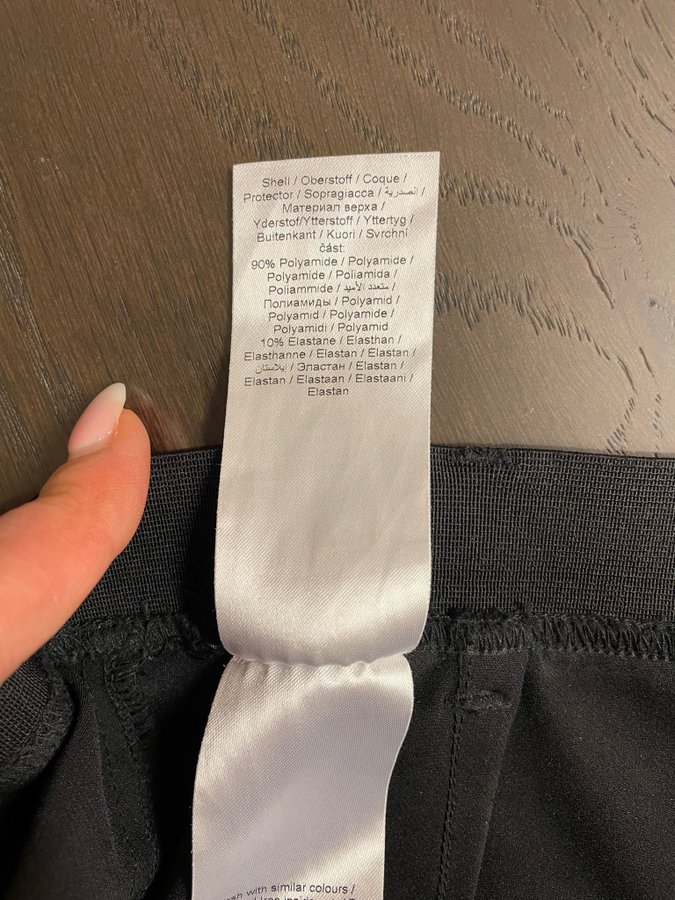 Shell / Oberstoff / Coque /
Protector / Sopragiacca / الصدرية /
Материал верха /
Yderstof/Ytterstoff / Yttertyg /
Buitenkant / Kuori / Svrchní
část:
90% Polyamide / Polyamide /
Polyamide / Poliamida /
Poliammide / متعدد الأميد /
Полиамиды / Polyamid /
Polyamid / Polyamide /
Polyamidi / Polyamid
10% Elastane / Elasthan /
Elasthanne / Elastan / Elastan /
إيلاستان / Эластан / Elastan /
Elastan / Elastaan / Elastaani /
Elastan
with similar colours /